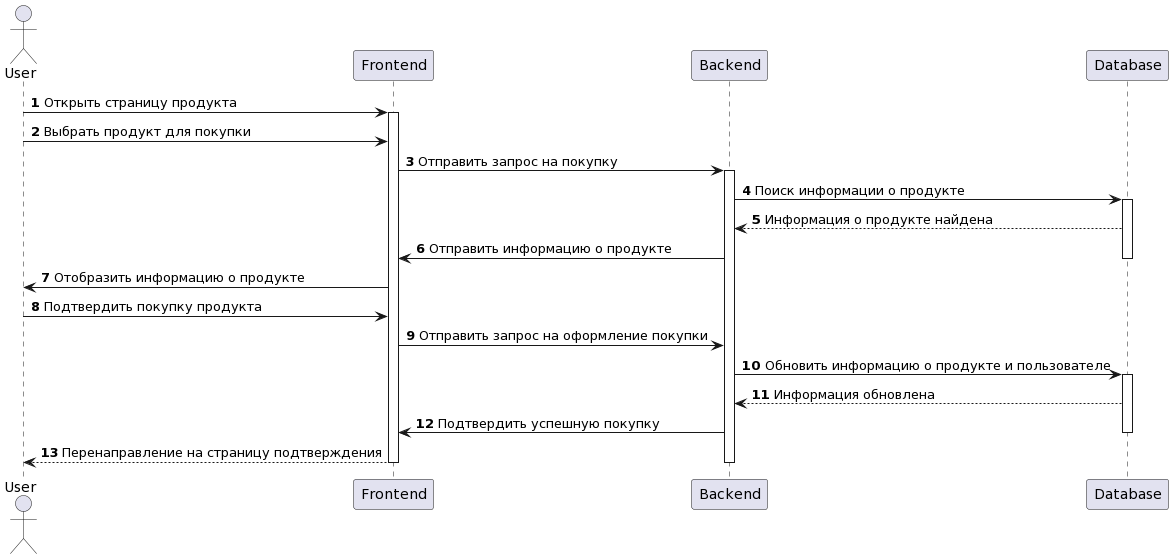 User
Frontend
Backend
Database
1 Открыть страницу продукта
2 Выбрать продукт для покупки
3 Отправить запрос на покупку
4 Поиск информации о продукте
5 Информация о продукте найдена
6 Отправить информацию о продукте
7 Отобразить информацию о продукте
8 Подтвердить покупку продукта
9 Отправить запрос на оформление покупки
10 Обновить информацию о продукте и пользователе
11 Информация обновлена
12 Подтвердить успешную покупку
13 Перенаправление на страницу подтверждения
User
Frontend
Backend
Database